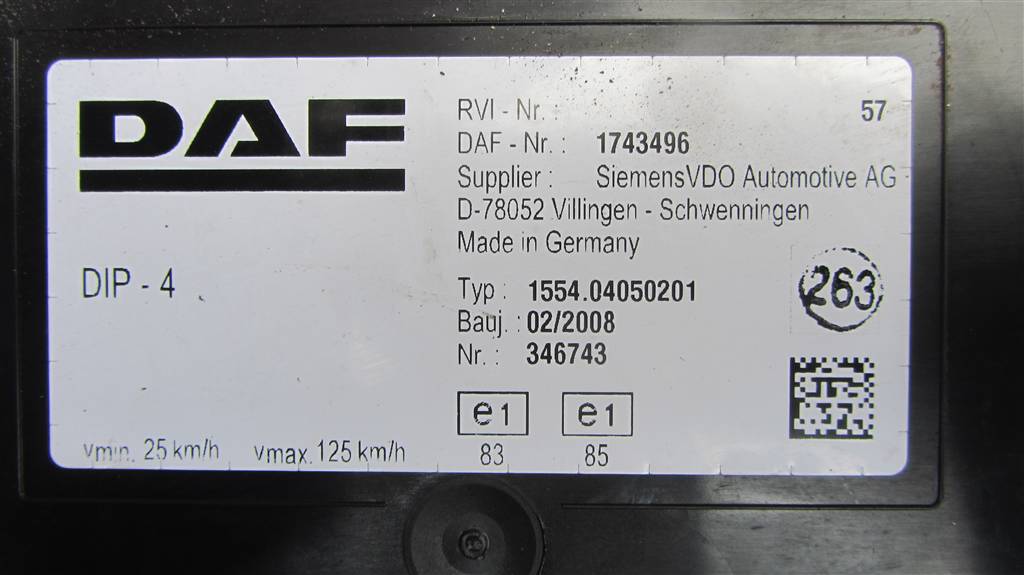 DAF
DIP - 4
vmin. 25 km/h vmax. 125 km/h
RVI - Nr. : 57
DAF - Nr. : 1743496
Supplier : SiemensVDO Automotive AG
D-78052 Villingen - Schwenningen
Made in Germany
Typ : 1554.04050201
Bauj. : 02/2008
Nr. : 346743
263
e1 e1
83 85